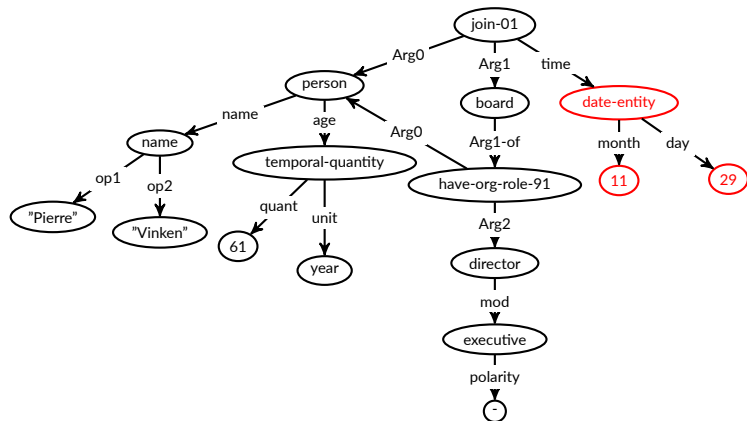 join-01
Arg0
Arg1
time
person
board
date-entity
name
age
Arg0
Arg1-of
month
day
name
temporal-quantity
have-org-role-91
11
29
op1
op2
quant
unit
Arg2
”Pierre”
”Vinken”
61
year
director
mod
executive
polarity
-